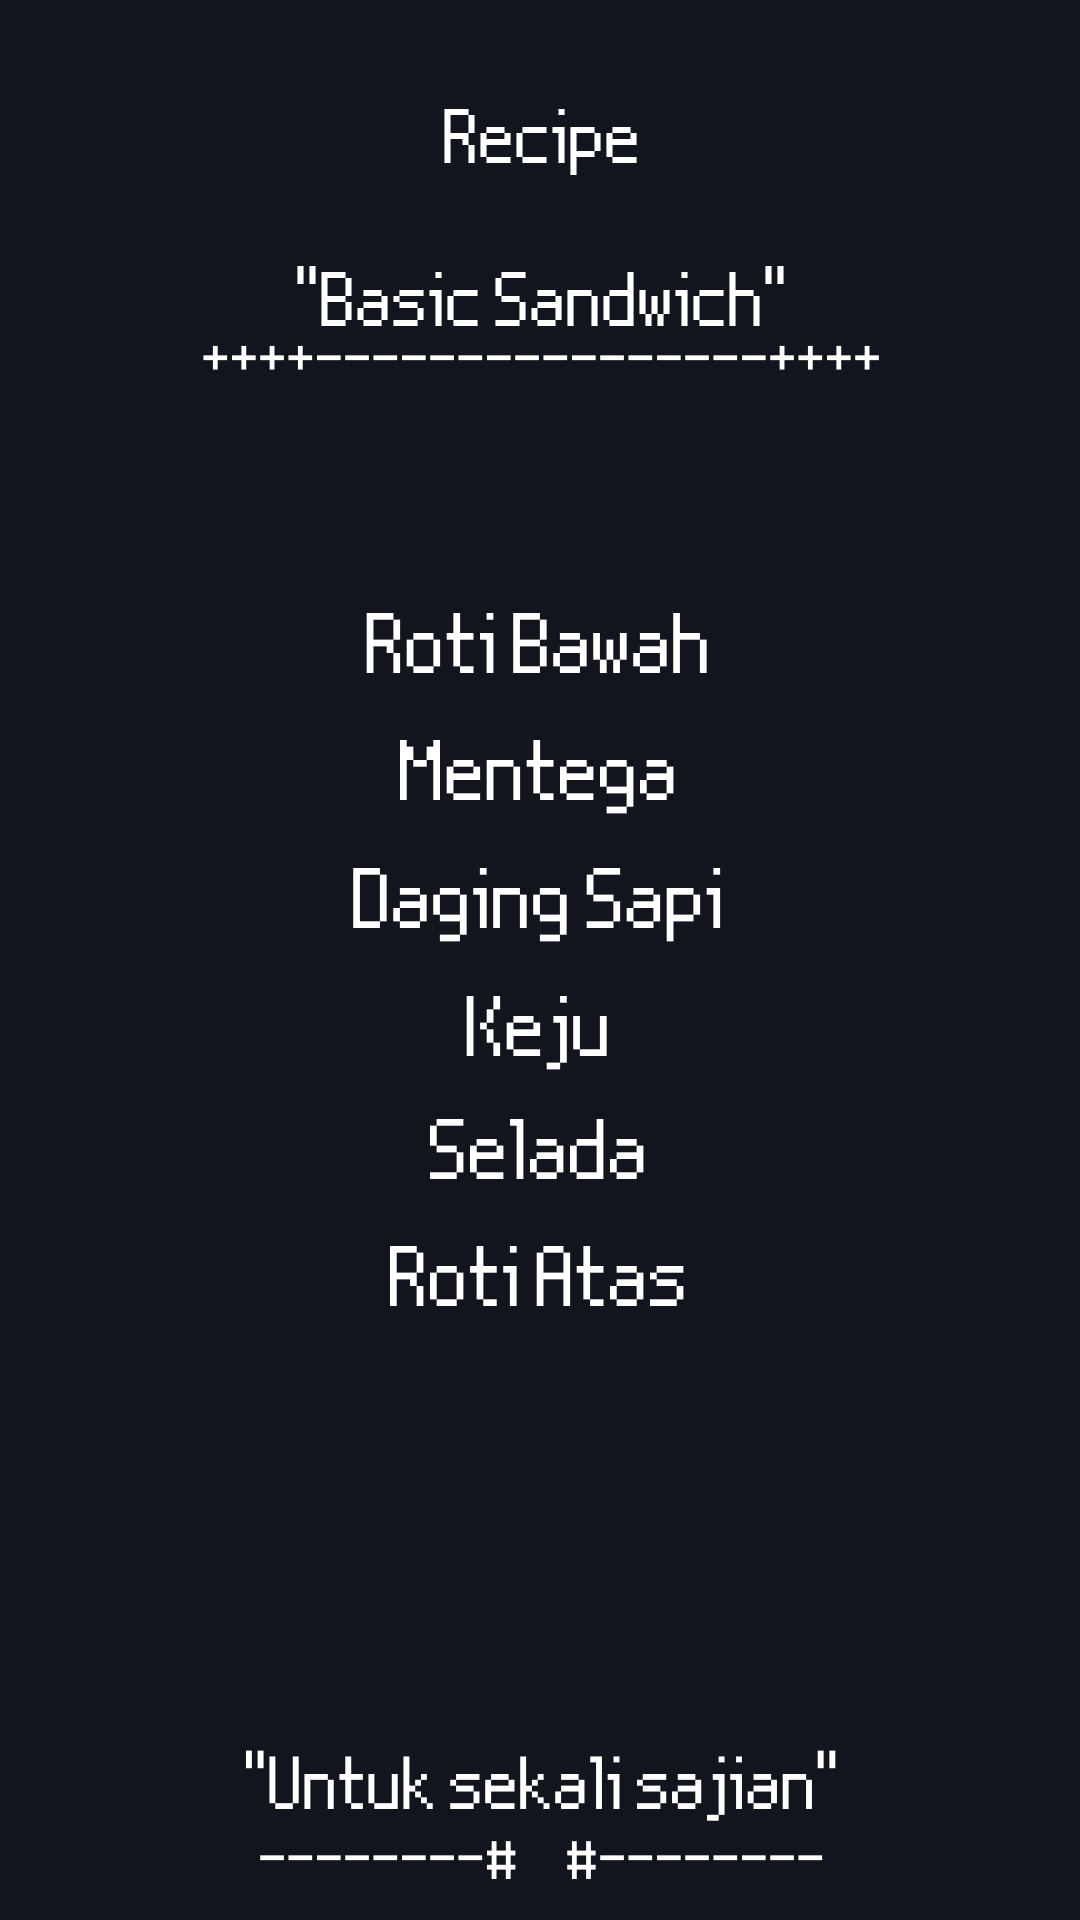 Recipe
"Basic Sandwich"
++++----------------++++
Roti Bawah
Mentega
Daging Sapi
Keju
Selada
Roti Atas
"Untuk sekali sajian"
--------# #--------